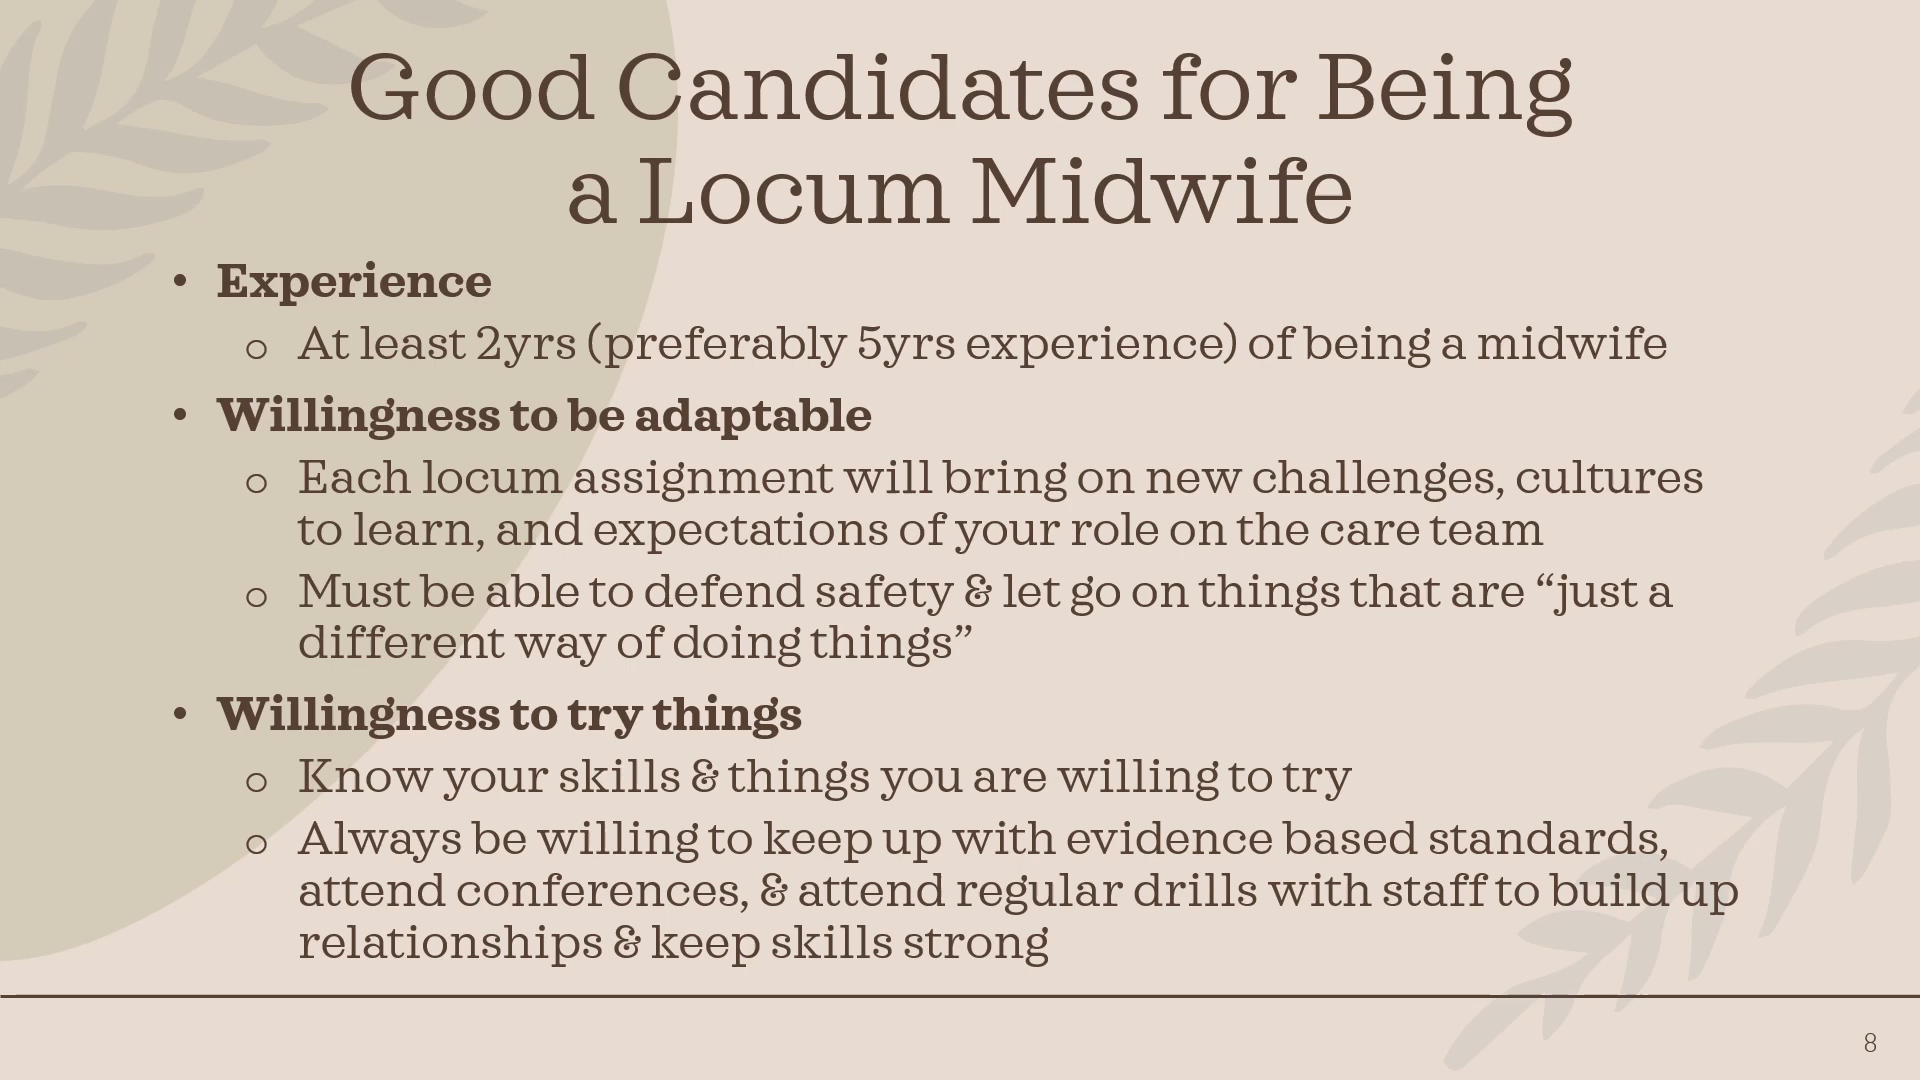 Good Candidates for Being
a Locum Midwife
• Experience
o At least 2yrs (preferably 5yrs experience) of being a midwife
• Willingness to be adaptable
o Each locum assignment will bring on new challenges, cultures
to learn, and expectations of your role on the care team
o Must be able to defend safety & let go on things that are “just a
different way of doing things”
• Willingness to try things
o Know your skills & things you are willing to try
o Always be willing to keep up with evidence based standards,
attend conferences, & attend regular drills with staff to build up
relationships & keep skills strong
8